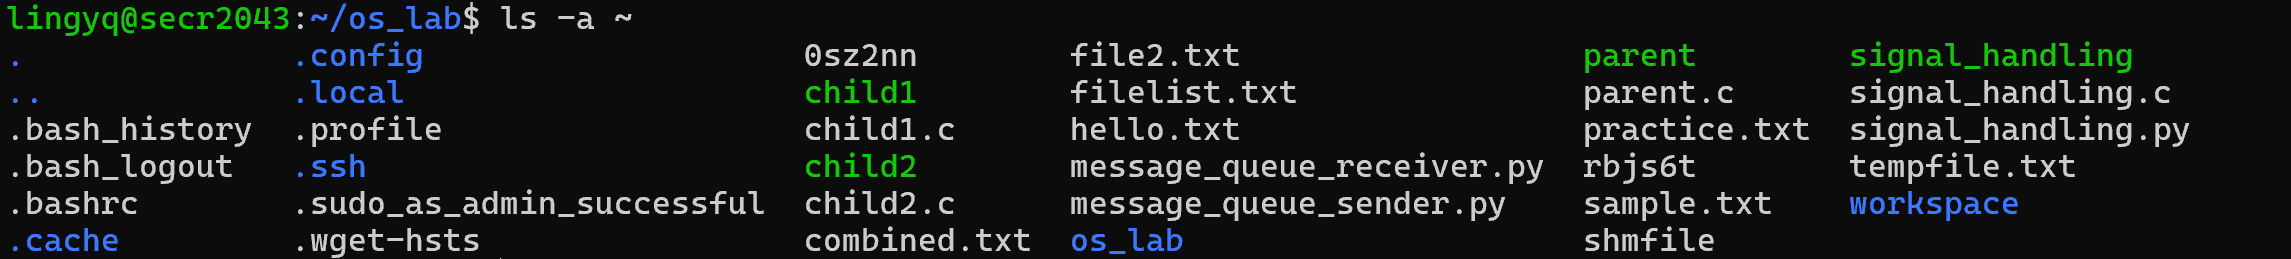 lingyq@secr2043:~/os_lab$ ls -a ~
.               .config                     0sz2nn        file2.txt                   parent        signal_handling
..              .local                      child1        filelist.txt                parent.c      signal_handling.c
.bash_history   .profile                    child1.c      hello.txt                   practice.txt  signal_handling.py
.bash_logout    .ssh                        child2        message_queue_receiver.py   rbjs6t        tempfile.txt
.bashrc         .sudo_as_admin_successful   child2.c      message_queue_sender.py     sample.txt    workspace
.cache          .wget-hsts                  combined.txt  os_lab                      shmfile